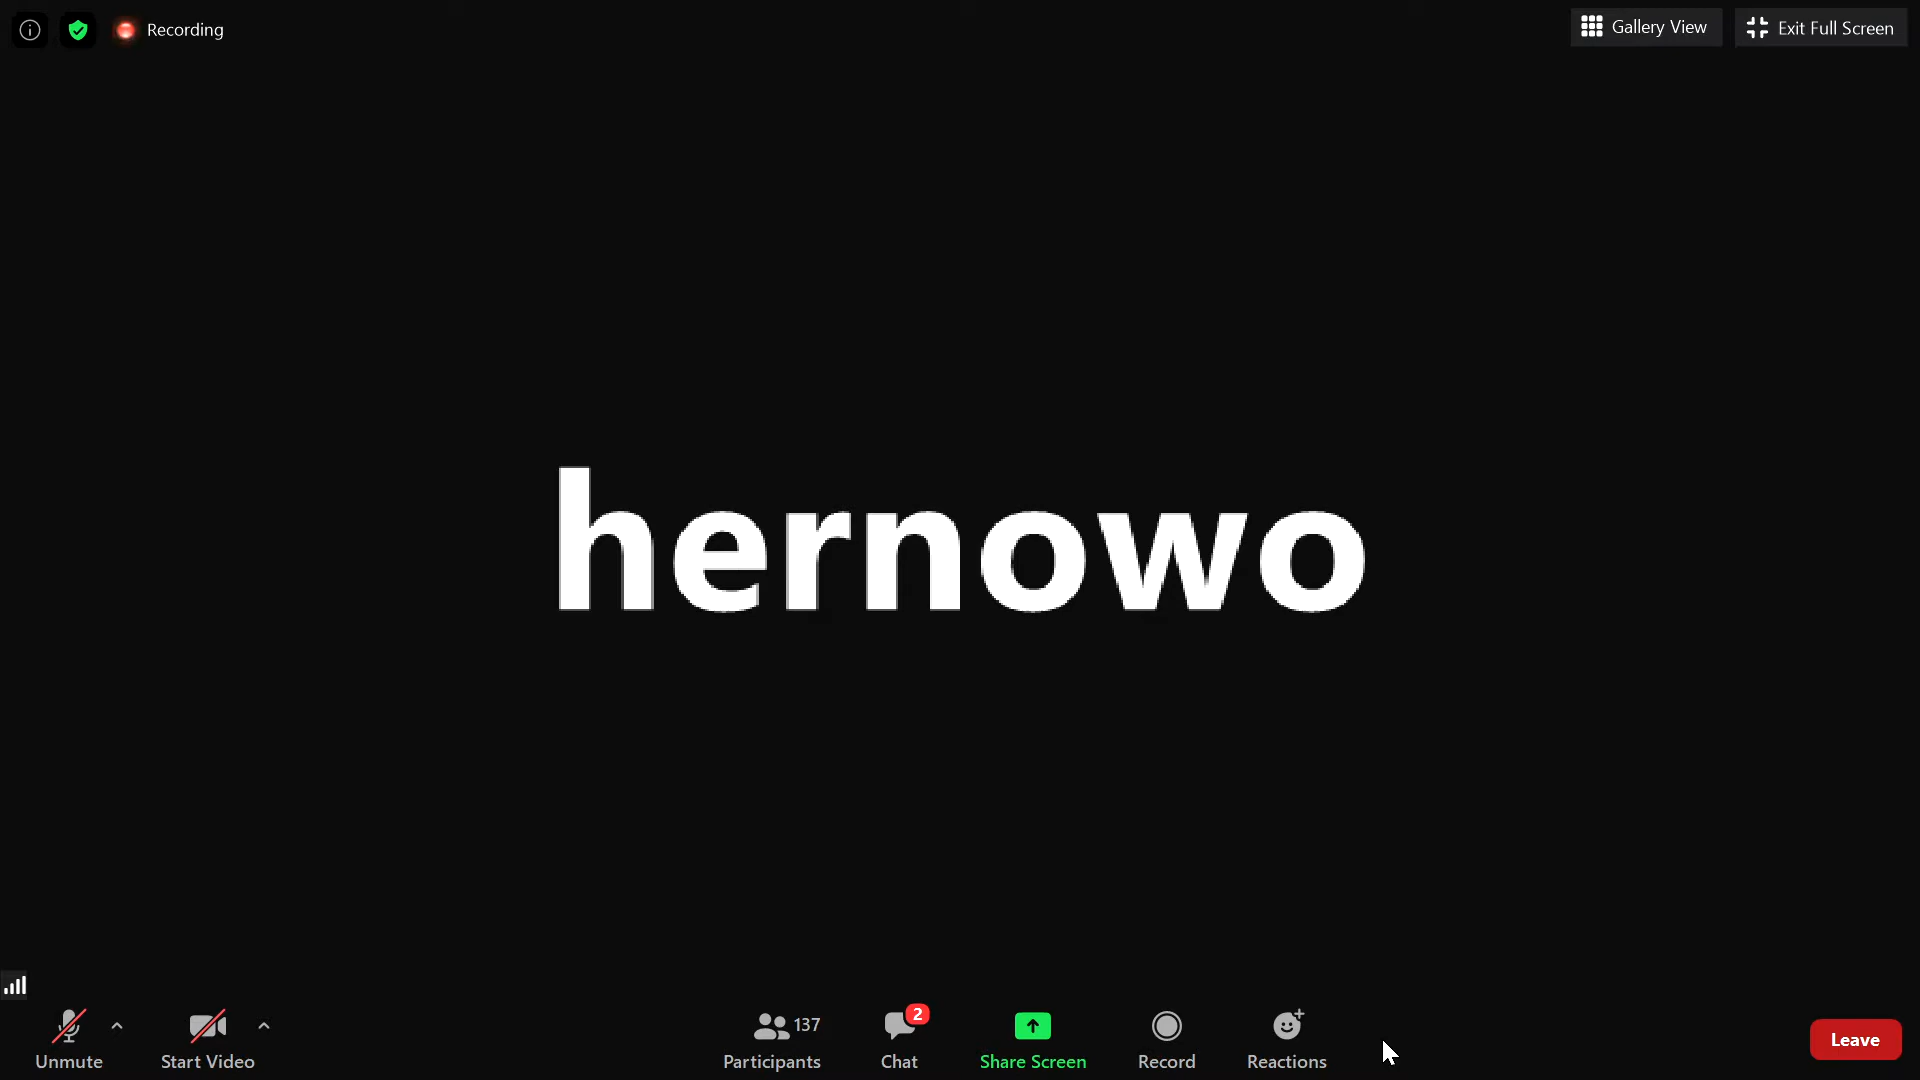 Recording
Gallery View
Exit Full Screen
hernowo
Unmute
Start Video
137
Participants
2
Chat
Share Screen
Record
Reactions
Leave